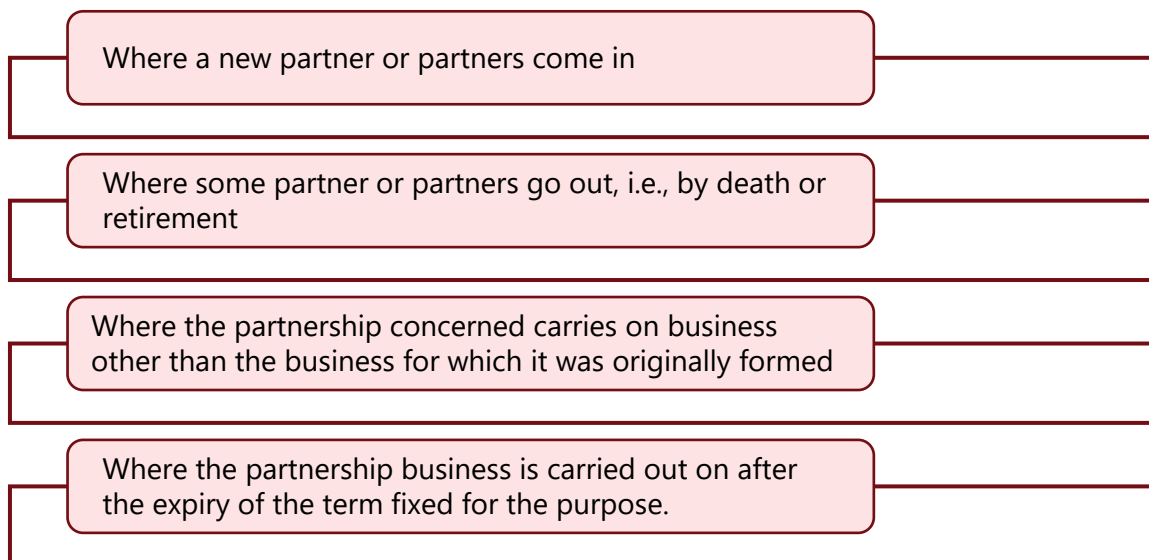 Where a new partner or partners come in
Where some partner or partners go out, i.e., by death or
retirement
Where the partnership concerned carries on business
other than the business for which it was originally formed
Where the partnership business is carried out on after
the expiry of the term fixed for the purpose.